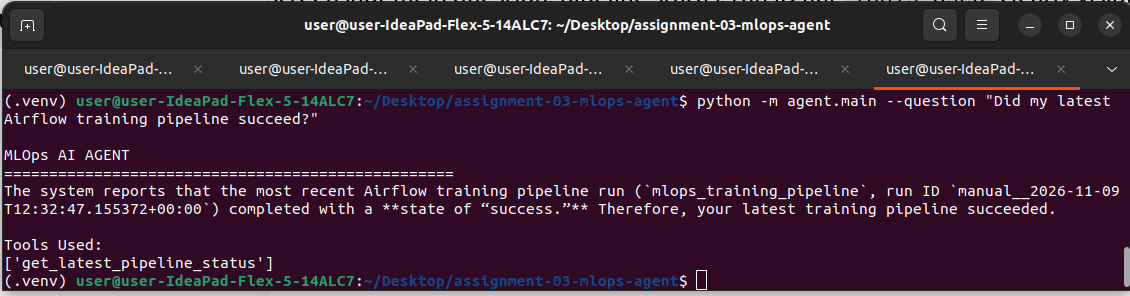 user@user-IdeaPad-Flex-5-14ALC7: ~/Desktop/assignment-03-mlops-agent
user@user-IdeaPad-... × user@user-IdeaPad-... × user@user-IdeaPad-... × user@user-IdeaPad-... × user@user-IdeaPad-... ×
(.venv) user@user-IdeaPad-Flex-5-14ALC7:~/Desktop/assignment-03-mlops-agent$ python -m agent.main --question "Did my latest
Airflow training pipeline succeed?"
MLOps AI AGENT
==================================================
The system reports that the most recent Airflow training pipeline run (`mlops_training_pipeline`, run ID `manual__2026-11-09
T12:32:47.155372+00:00`) completed with a **state of “success.”** Therefore, your latest training pipeline succeeded.
Tools Used:
['get_latest_pipeline_status']
(.venv) user@user-IdeaPad-Flex-5-14ALC7:~/Desktop/assignment-03-mlops-agent$